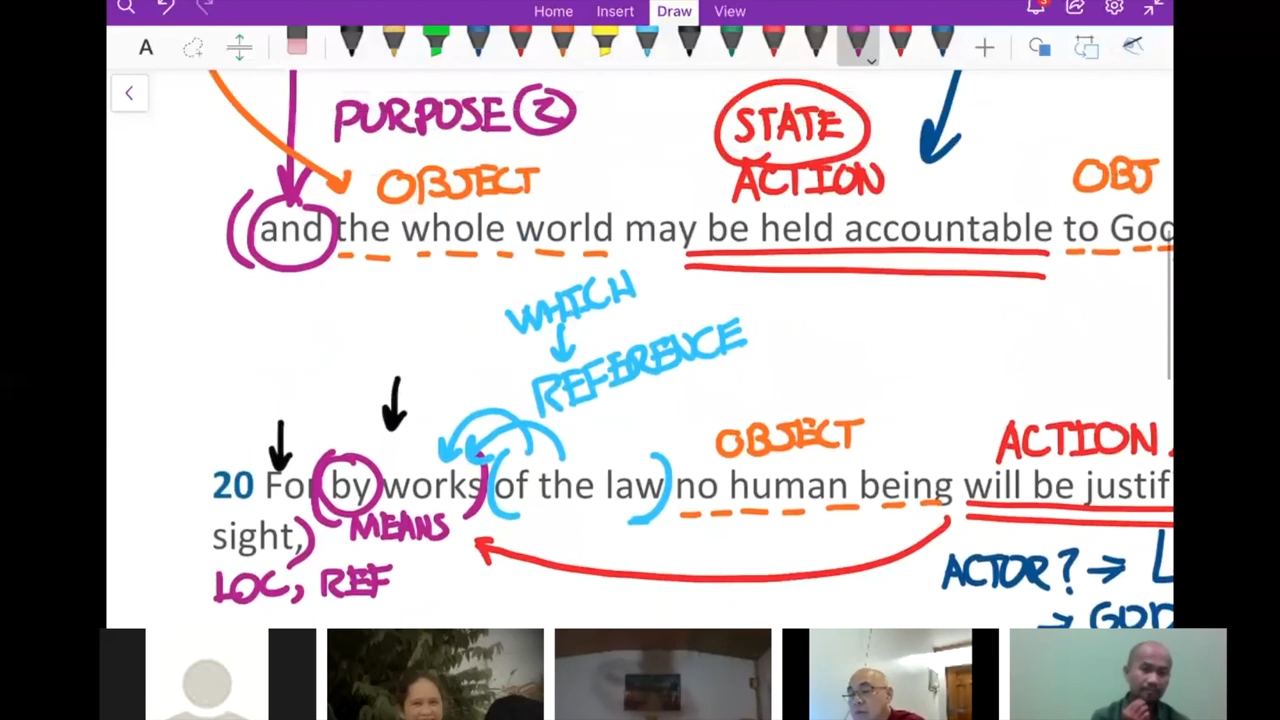 Home Insert Draw View
A
PURPOSE 2
STATE
OBJECT ACTION OBJ
and the whole world may be held accountable to God
WHICH
REFERENCE
OBJECT ACTION
20 For by works of the law no human being will be justif
MEANS
sight,
LOC, REF
ACTOR? → L
→ GOD